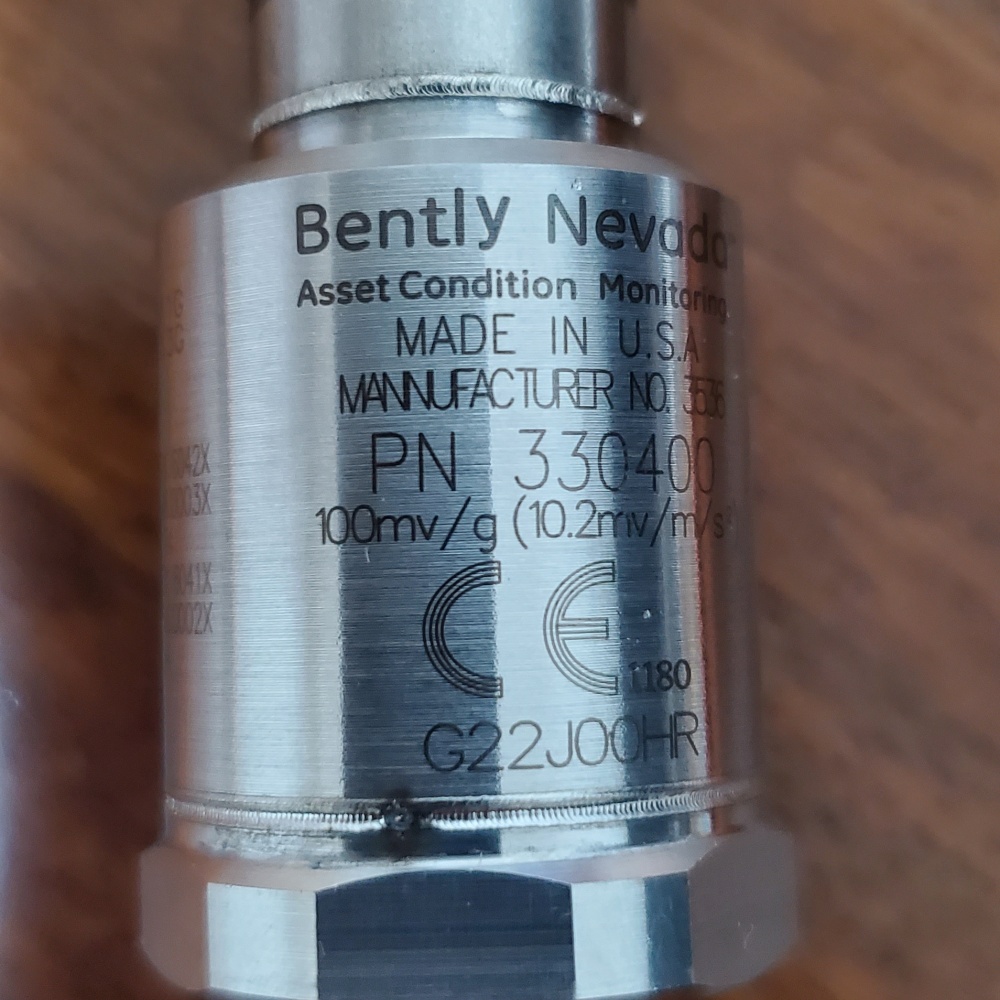 Bently Nevada
Asset Condition Monitoring
MADE IN U.S.A
MANNUFACTURER NO. 3536
PN 330400
100mv/g (10.2mv/m/s
CE 1180
G22J00HR